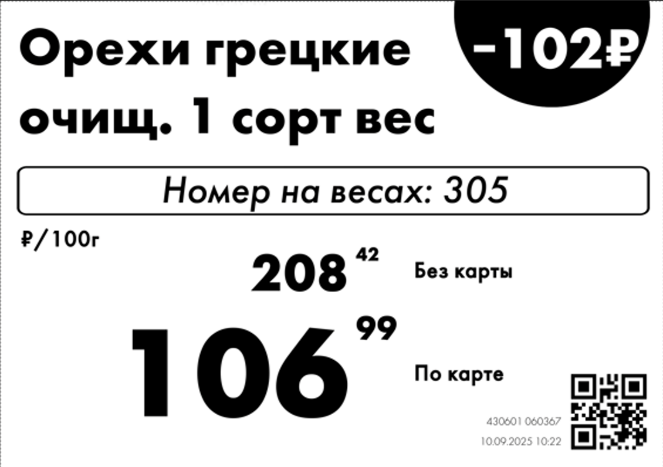 Орехи грецкие
-102₽
очищ. 1 сорт вес
Номер на весах: 305
₽/100г
208 42 Без карты
106 99 По карте
430601 060367
10.09.2025 10:22